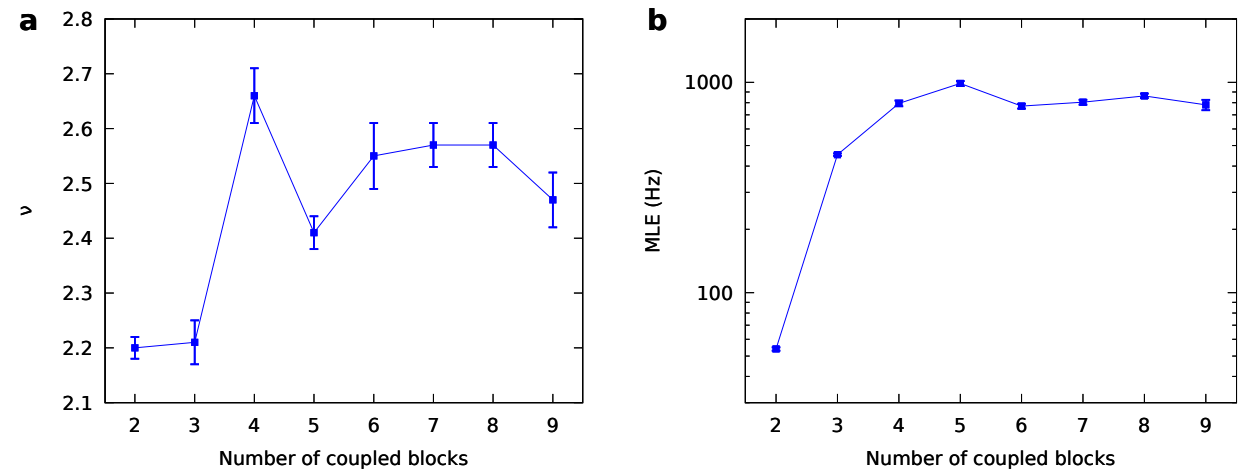 a
2.8
2.7
2.6
2.5
2.4
2.3
2.2
2.1
ν
2 3 4 5 6 7 8 9
Number of coupled blocks
b
1000
100
MLE (Hz)
2 3 4 5 6 7 8 9
Number of coupled blocks